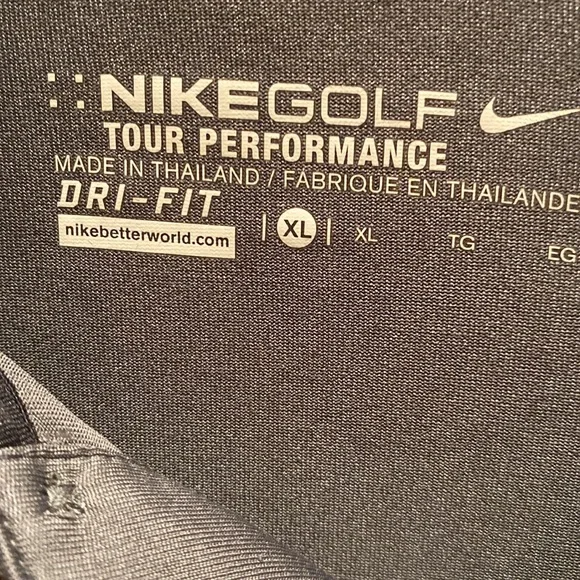 NIKEGOLF
TOUR PERFORMANCE
MADE IN THAILAND / FABRIQUE EN THAILANDE
DRI-FIT
nikebetterworld.com | XL | XL TG EG